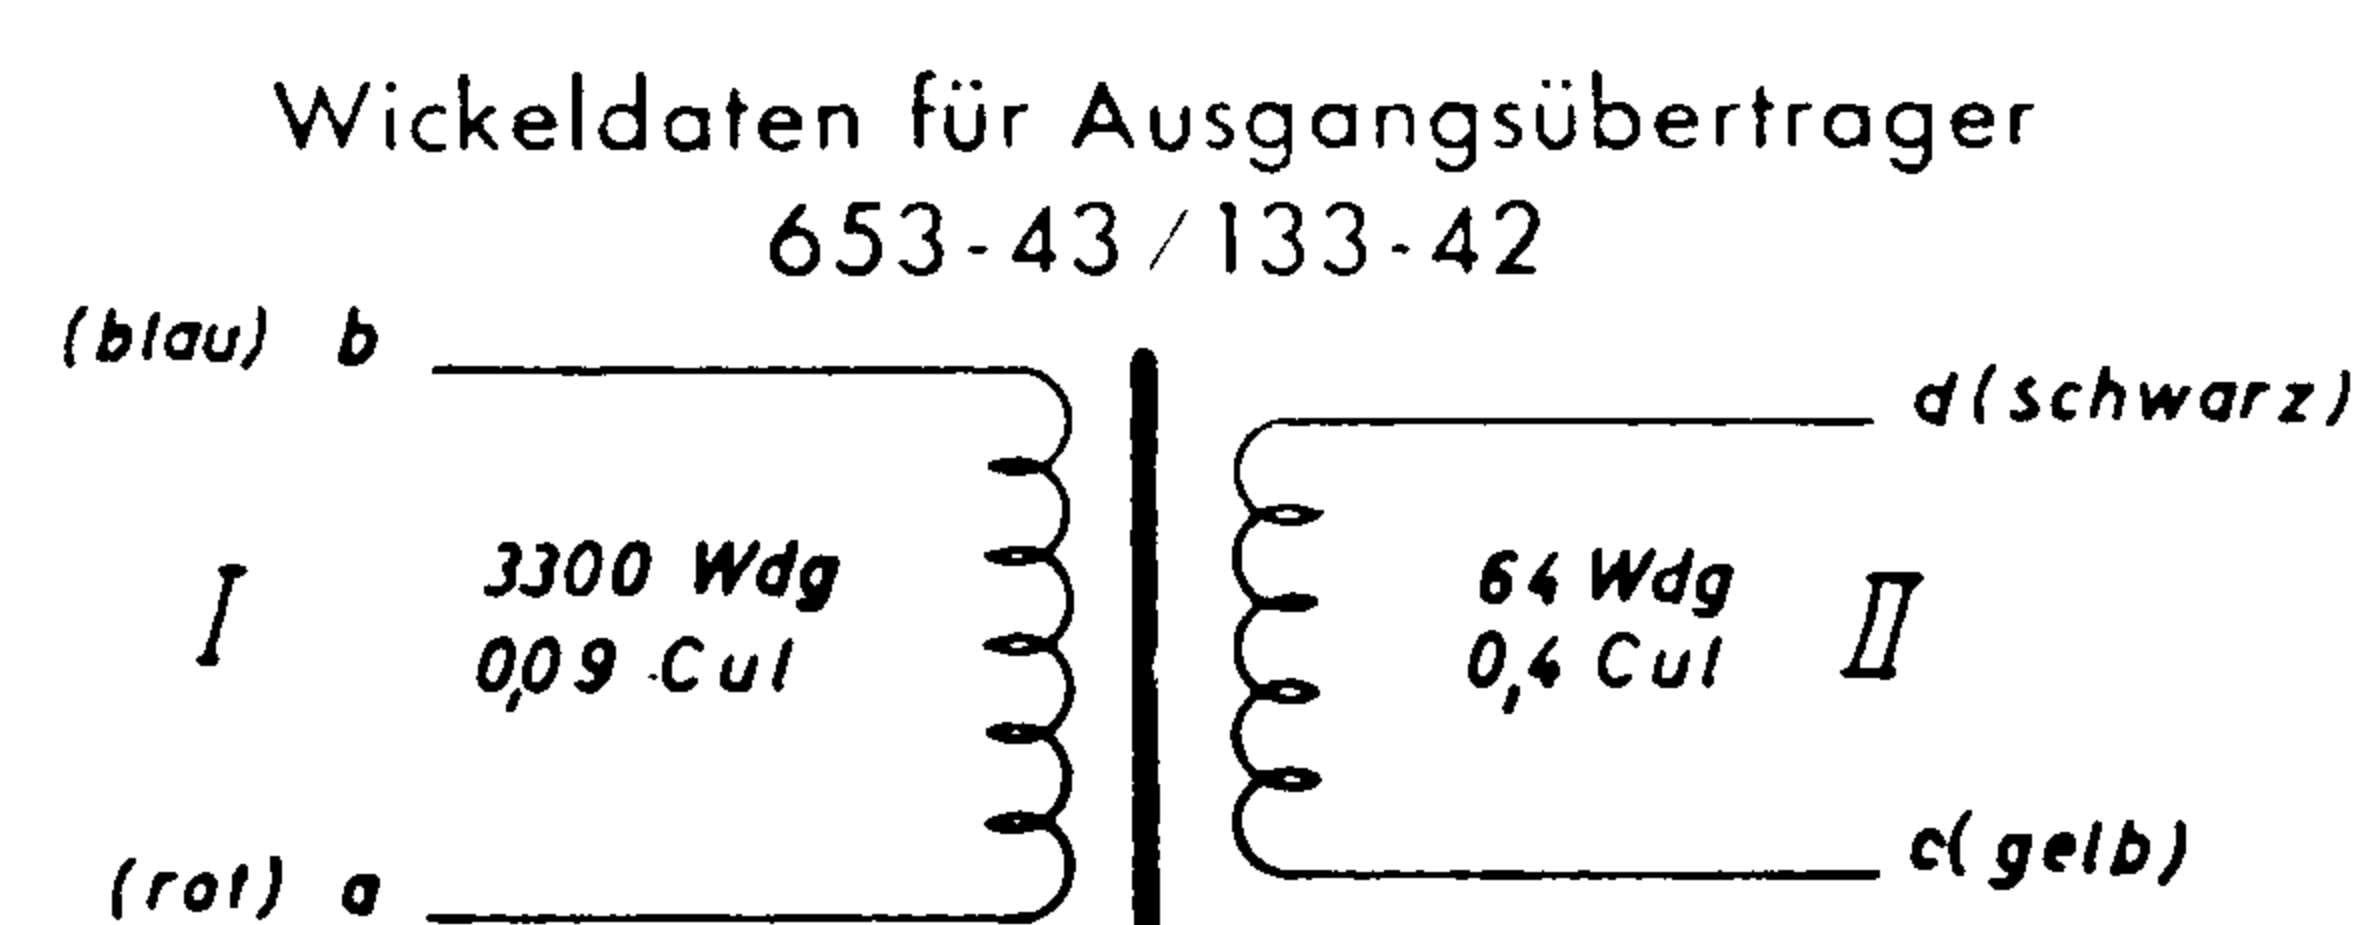 Wickeldaten für Ausgangsübertrager
653-43/133-42
(blau) b
d(schwarz)
I
3300 Wdg
0,09 CuL
64 Wdg
0,4 CuL
II
(rot) a
c(gelb)